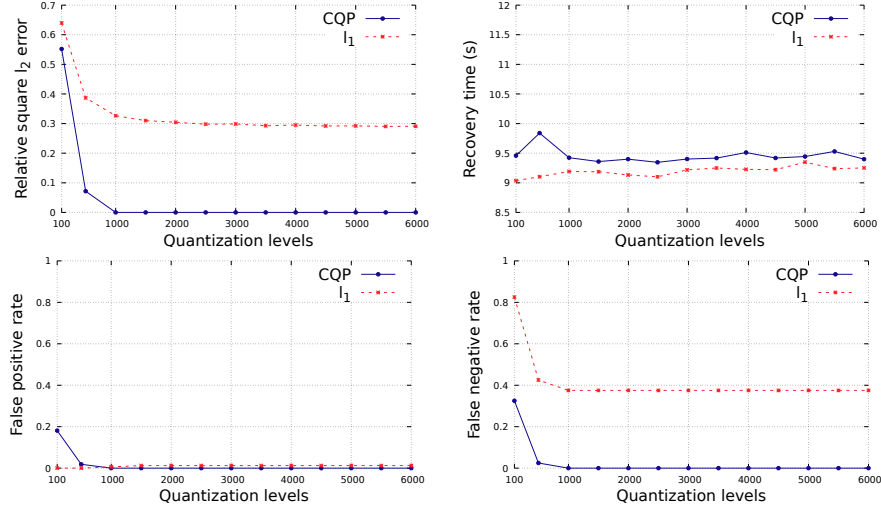 Relative square l2 error
0.7
0.6
0.5
0.4
0.3
0.2
0.1
0
CQP
l1
100 1000 2000 3000 4000 5000 6000
Quantization levels
Recovery time (s)
12
11.5
11
10.5
10
9.5
9
8.5
CQP
l1
100 1000 2000 3000 4000 5000 6000
Quantization levels
False positive rate
1
0.8
0.6
0.4
0.2
0
CQP
l1
100 1000 2000 3000 4000 5000 6000
Quantization levels
False negative rate
1
0.8
0.6
0.4
0.2
0
CQP
l1
100 1000 2000 3000 4000 5000 6000
Quantization levels